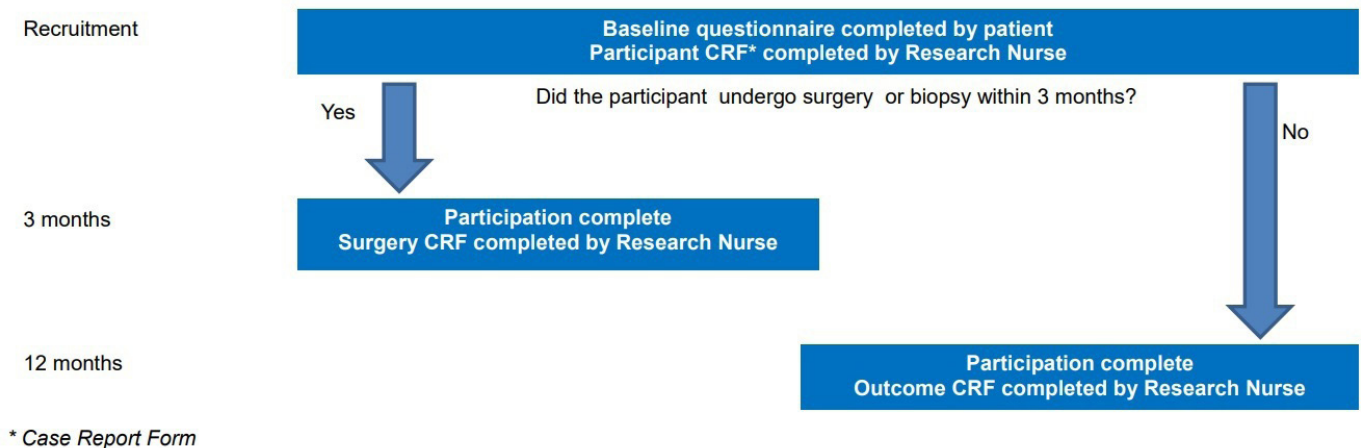 Recruitment
Baseline questionnaire completed by patient
Participant CRF* completed by Research Nurse
Did the participant undergo surgery or biopsy within 3 months?
Yes
No
3 months
Participation complete
Surgery CRF completed by Research Nurse
12 months
Participation complete
Outcome CRF completed by Research Nurse
* Case Report Form